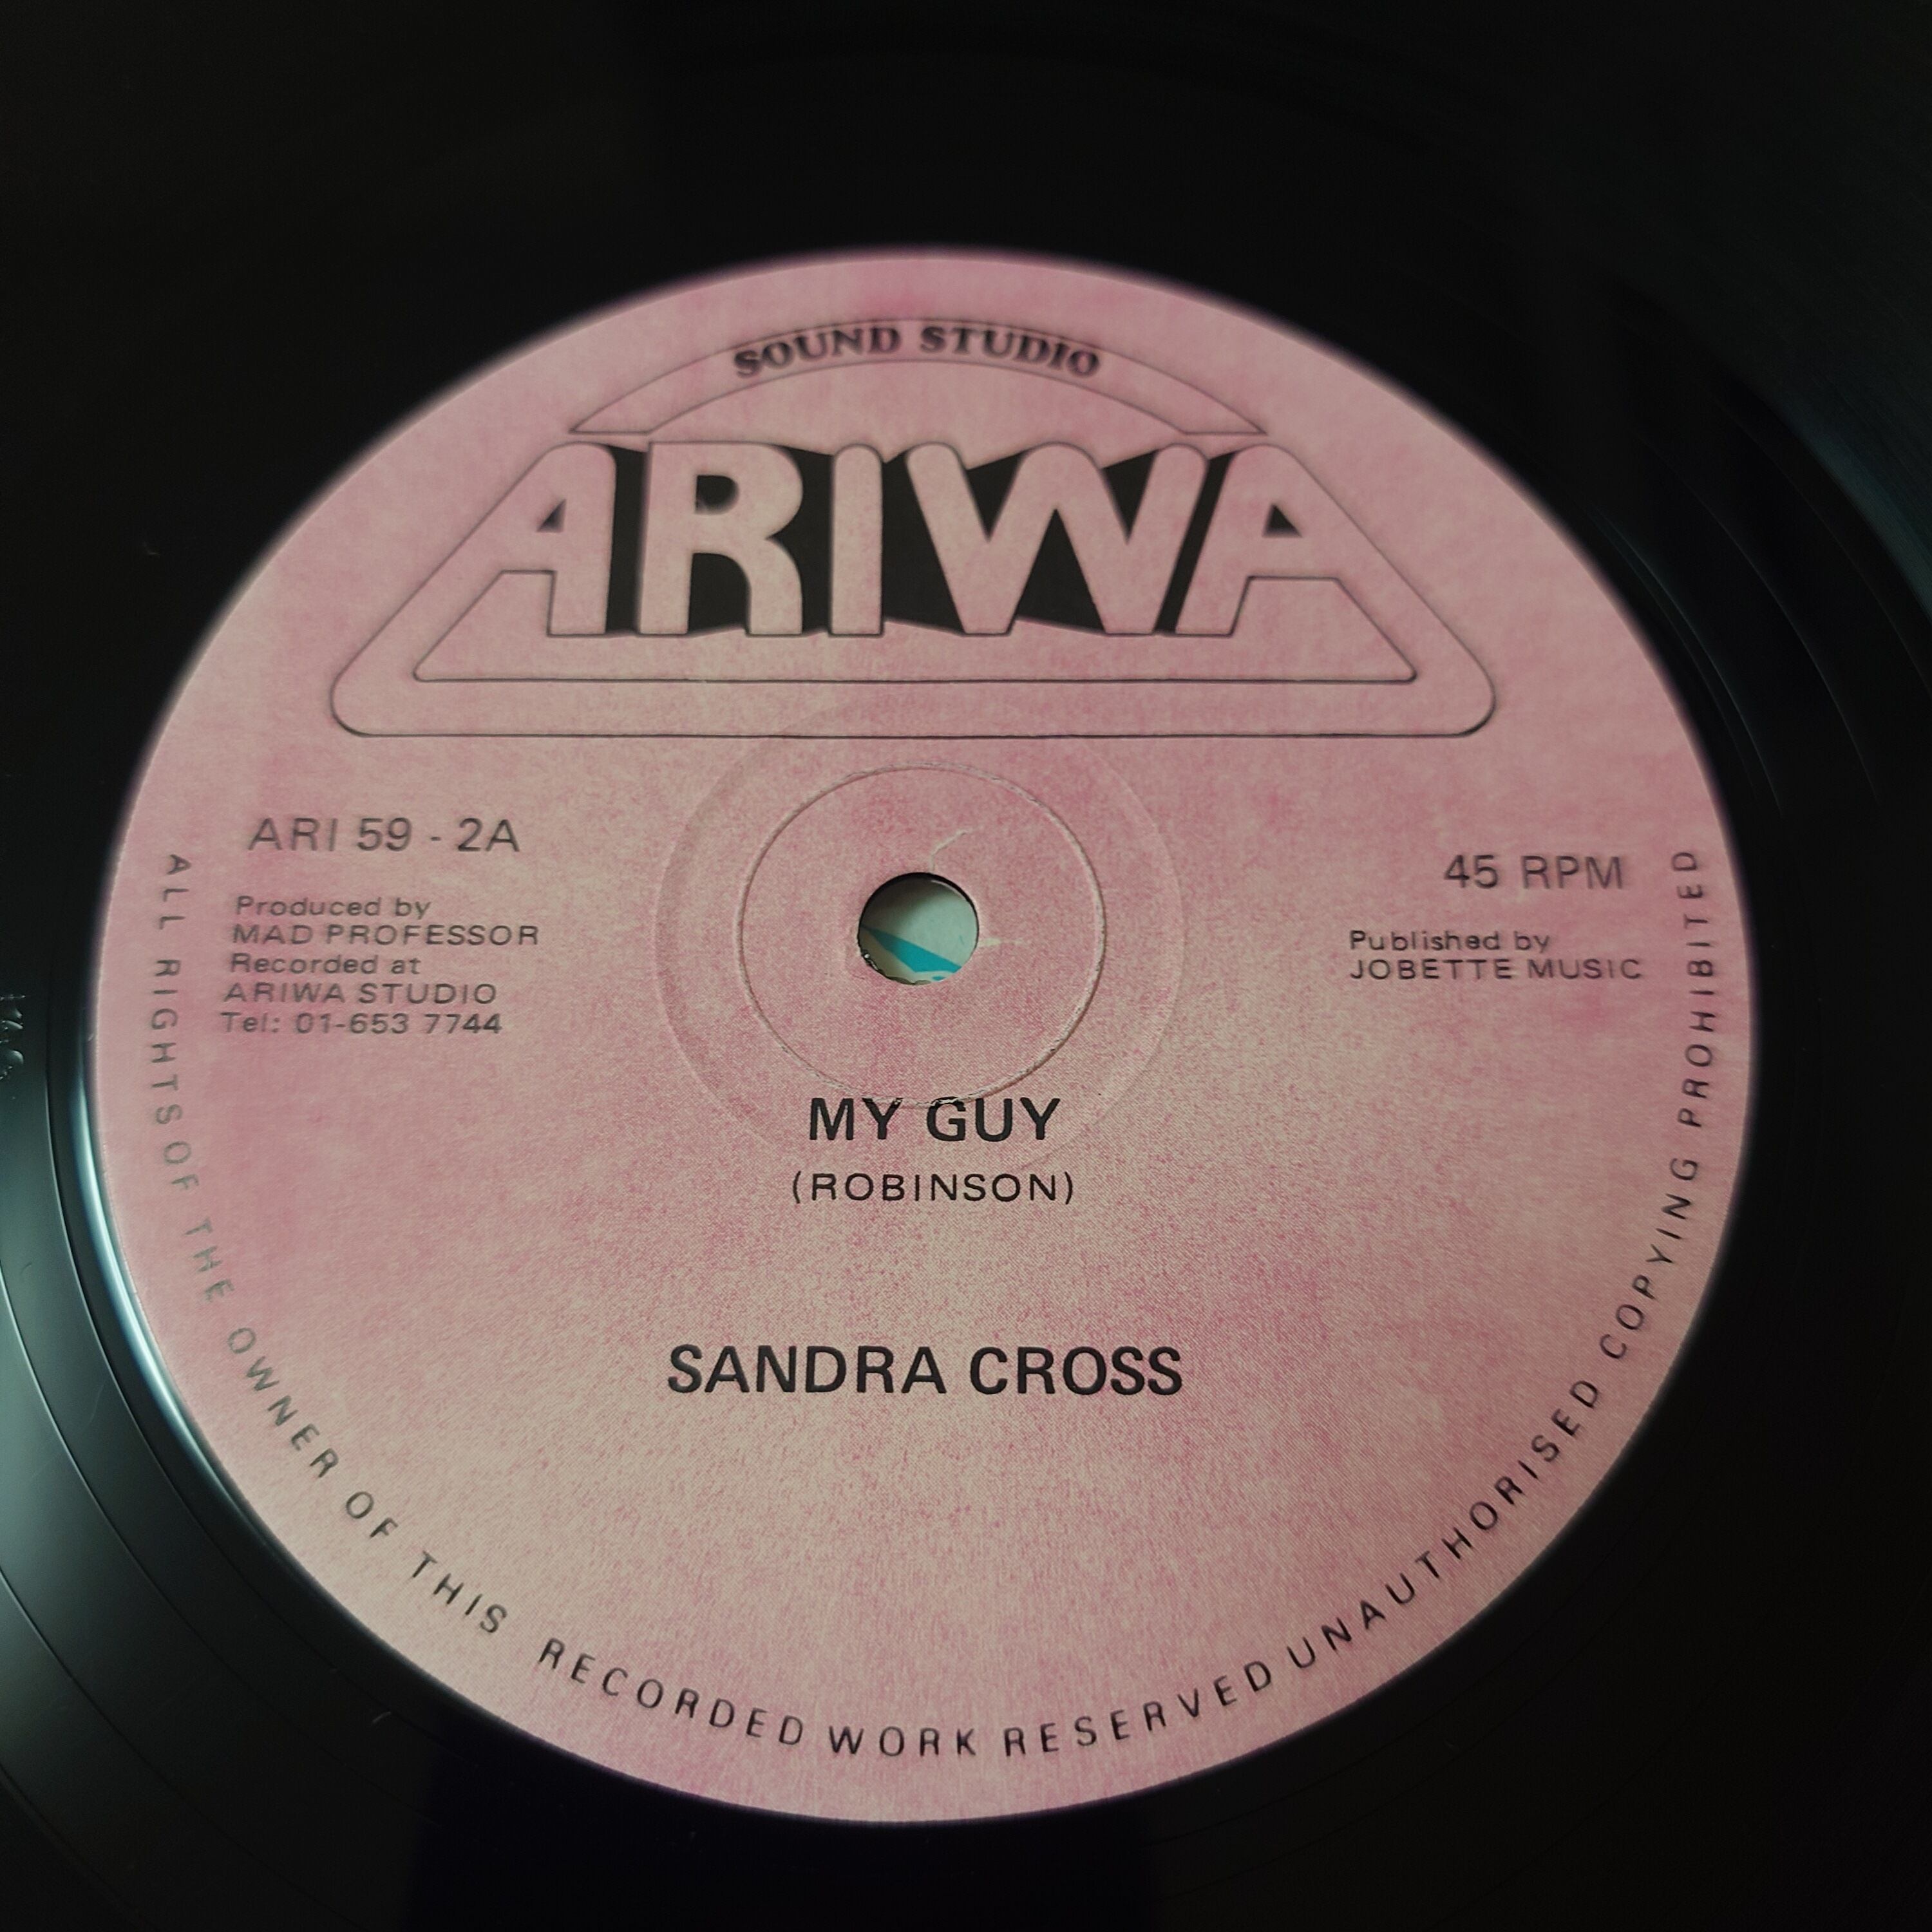 SOUND STUDIO
ARIWA
ARI 59 - 2A
Produced by
MAD PROFESSOR
Recorded at
ARIWA STUDIO
Tel: 01-653 7744
45 RPM
Published by
JOBETTE MUSIC
MY GUY
(ROBINSON)
SANDRA CROSS
ALL RIGHTS OF THE OWNER OF THIS RECORDED WORK RESERVED UNAUTHORISED COPYING PROHIBITED